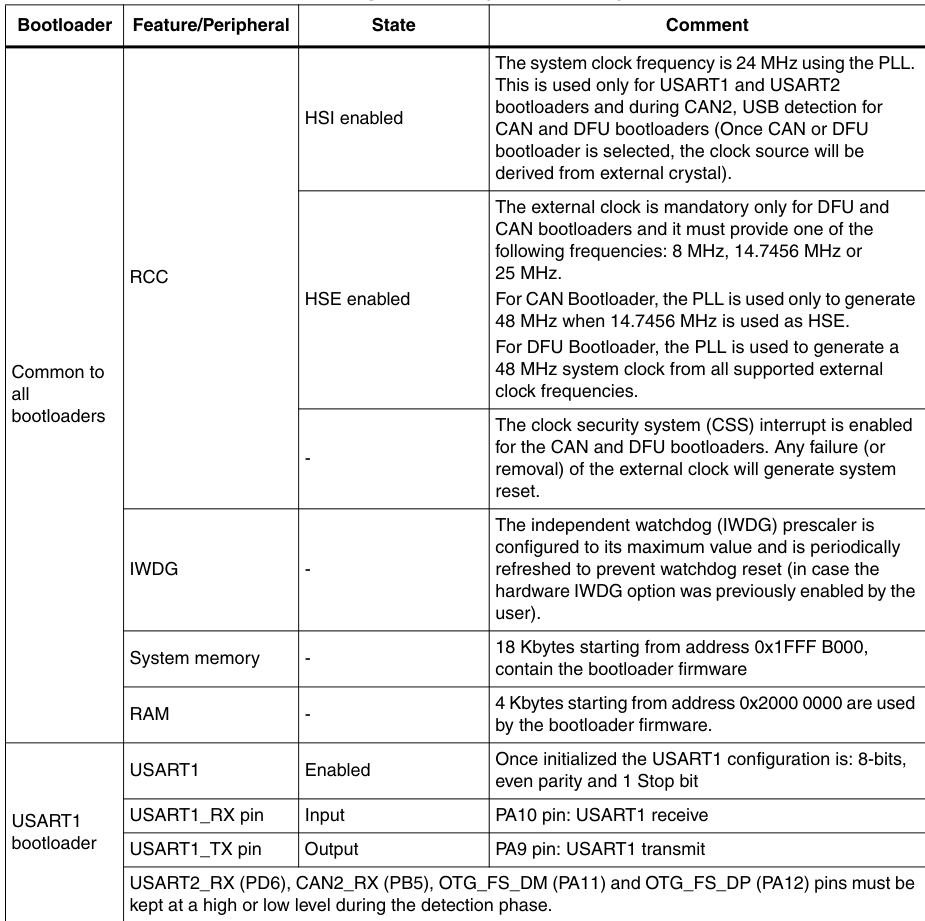 Bootloader Feature/Peripheral State Comment
Common to
all
bootloaders
RCC
HSI enabled
The system clock frequency is 24 MHz using the PLL.
This is used only for USART1 and USART2
bootloaders and during CAN2, USB detection for
CAN and DFU bootloaders (Once CAN or DFU
bootloader is selected, the clock source will be
derived from external crystal).
HSE enabled
The external clock is mandatory only for DFU and
CAN bootloaders and it must provide one of the
following frequencies: 8 MHz, 14.7456 MHz or
25 MHz.
For CAN Bootloader, the PLL is used only to generate
48 MHz when 14.7456 MHz is used as HSE.
For DFU Bootloader, the PLL is used to generate a
48 MHz system clock from all supported external
clock frequencies.
-
The clock security system (CSS) interrupt is enabled
for the CAN and DFU bootloaders. Any failure (or
removal) of the external clock will generate system
reset.
IWDG
-
The independent watchdog (IWDG) prescaler is
configured to its maximum value and is periodically
refreshed to prevent watchdog reset (in case the
hardware IWDG option was previously enabled by the
user).
System memory
-
18 Kbytes starting from address 0x1FFF B000,
contain the bootloader firmware
RAM
-
4 Kbytes starting from address 0x2000 0000 are used
by the bootloader firmware.
USART1
bootloader
USART1
Enabled
Once initialized the USART1 configuration is: 8-bits,
even parity and 1 Stop bit
USART1_RX pin Input PA10 pin: USART1 receive
USART1_TX pin Output PA9 pin: USART1 transmit
USART2_RX (PD6), CAN2_RX (PB5), OTG_FS_DM (PA11) and OTG_FS_DP (PA12) pins must be
kept at a high or low level during the detection phase.